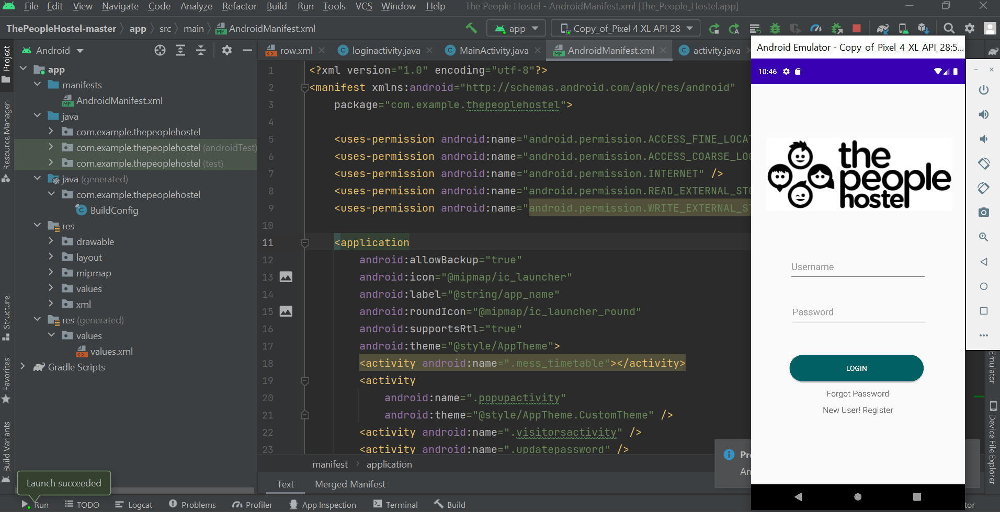 File Edit View Navigate Code Analyze Refactor Build Run Tools VCS Window Help The People Hostel - AndroidManifest.xml [The_People_Hostel.app]
ThePeopleHostel-master app src main AndroidManifest.xml app Copy_of_Pixel 4 XL API 28
Android
row.xml loginactivity.java MainActivity.java AndroidManifest.xml activity.java
Project
Resource Manager
Structure
Favorites
Build Variants
app
manifests
AndroidManifest.xml
java
com.example.thepeoplehostel
com.example.thepeoplehostel (androidTest)
com.example.thepeoplehostel (test)
java (generated)
com.example.thepeoplehostel
BuildConfig
res
drawable
layout
mipmap
values
xml
res (generated)
values
values.xml
Gradle Scripts
1 <?xml version="1.0" encoding="utf-8"?>
2 <manifest xmlns:android="http://schemas.android.com/apk/res/android"
3 package="com.example.thepeoplehostel">
4
5 <uses-permission android:name="android.permission.ACCESS_FINE_LOCAT
6 <uses-permission android:name="android.permission.ACCESS_COARSE_LOC
7 <uses-permission android:name="android.permission.INTERNET" />
8 <uses-permission android:name="android.permission.READ_EXTERNAL_STO
9 <uses-permission android:name="android.permission.WRITE_EXTERNAL_ST
10
11 <application
12 android:allowBackup="true"
13 android:icon="@mipmap/ic_launcher"
14 android:label="@string/app_name"
15 android:roundIcon="@mipmap/ic_launcher_round"
16 android:supportsRtl="true"
17 android:theme="@style/AppTheme">
18 <activity android:name=".mess_timetable"></activity>
19 <activity
20 android:name=".popupactivity"
21 android:theme="@style/AppTheme.CustomTheme" />
22 <activity android:name=".visitorsactivity" />
23 <activity android:name=".updatepassword" />
manifest application
Text Merged Manifest
Android Emulator - Copy_of_Pixel_4_XL_API_28:5...
10:46
the
people
hostel
Username
Password
LOGIN
Forgot Password
New User! Register
Emulator
Device File Explorer
Pr
An
Launch succeeded
Run TODO Logcat Problems Profiler App Inspection Terminal Build
tor